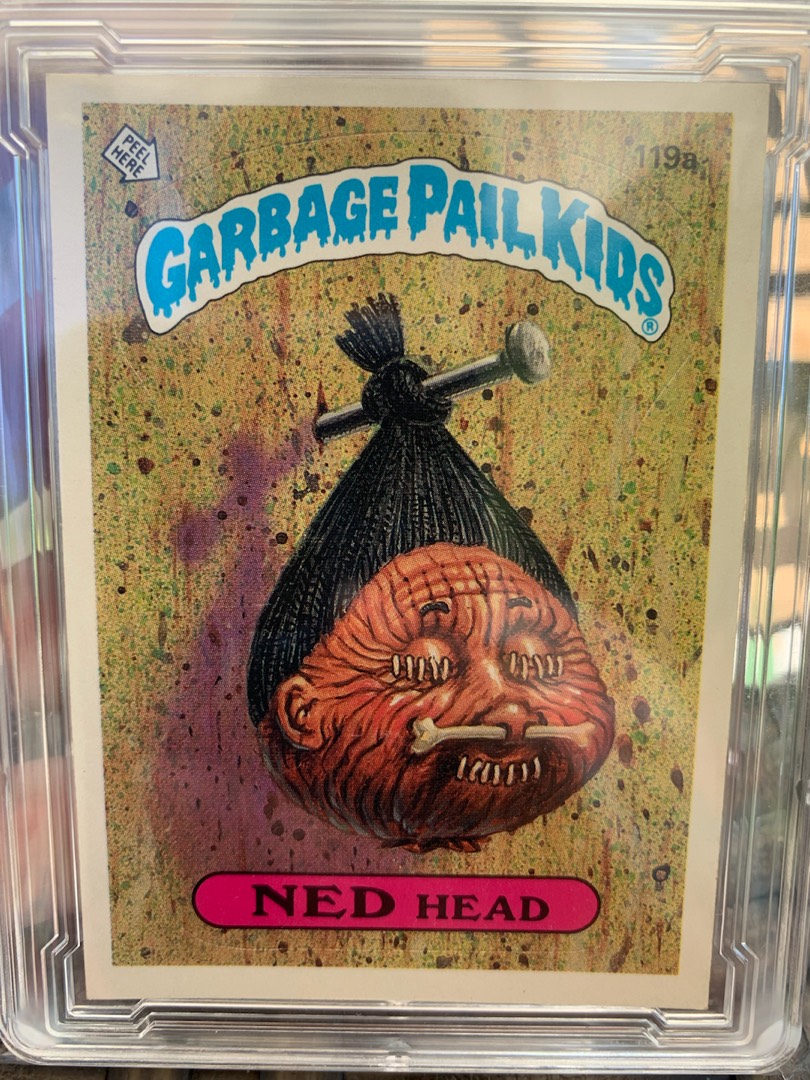 PEEL
HERE
119a
GARBAGE PAIL KIDS
®
NED HEAD